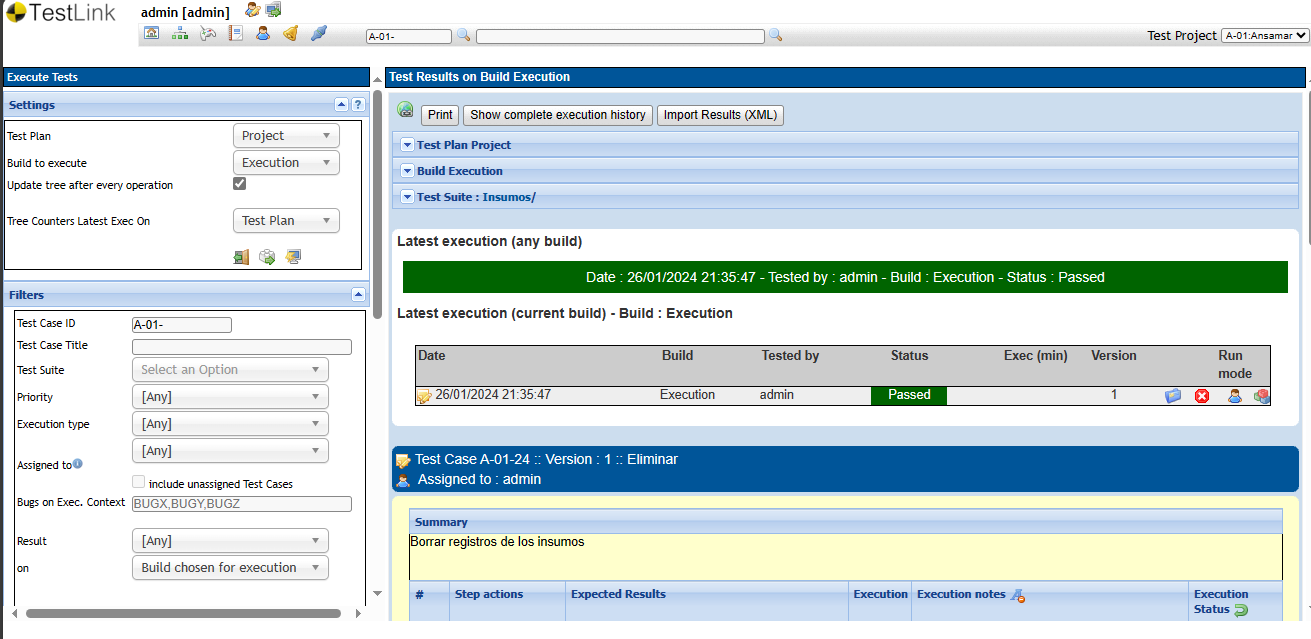 TestLink
admin [admin]
A-01-
Test Project A-01:Ansamar
Execute Tests
Settings
?
Test Plan Project
Build to execute Execution
Update tree after every operation
Tree Counters Latest Exec On Test Plan
Filters
Test Case ID A-01-
Test Case Title
Test Suite Select an Option
Priority [Any]
Execution type [Any]
[Any]
Assigned to
include unassigned Test Cases
Bugs on Exec. Context BUGX,BUGY,BUGZ
Result [Any]
on Build chosen for execution
Test Results on Build Execution
Print Show complete execution history Import Results (XML)
Test Plan Project
Build Execution
Test Suite : Insumos/
Latest execution (any build)
Date : 26/01/2024 21:35:47 - Tested by : admin - Build : Execution - Status : Passed
Latest execution (current build) - Build : Execution
Date Build Tested by Status Exec (min) Version Run
mode
26/01/2024 21:35:47 Execution admin Passed 1
Test Case A-01-24 :: Version : 1 :: Eliminar
Assigned to : admin
Summary
Borrar registros de los insumos
# Step actions Expected Results Execution Execution notes Execution
Status